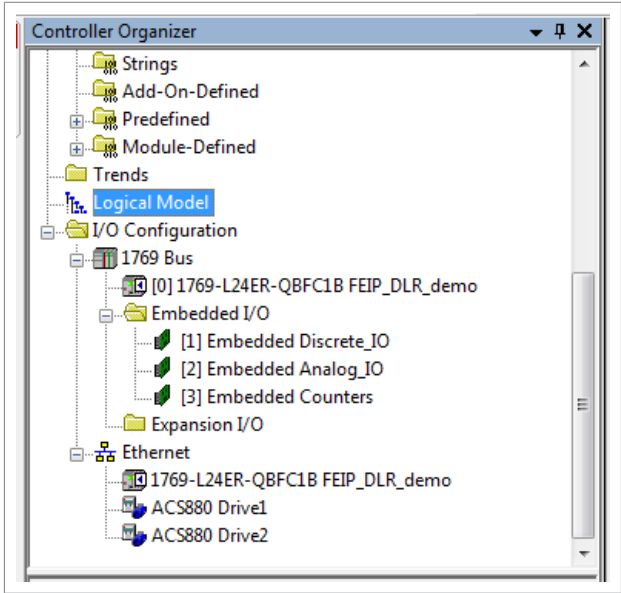 Controller Organizer
Strings
Add-On-Defined
Predefined
Module-Defined
Trends
Logical Model
I/O Configuration
1769 Bus
[0] 1769-L24ER-QBFC1B FEIP_DLR_demo
Embedded I/O
[1] Embedded Discrete_IO
[2] Embedded Analog_IO
[3] Embedded Counters
Expansion I/O
Ethernet
1769-L24ER-QBFC1B FEIP_DLR_demo
ACS880 Drive1
ACS880 Drive2